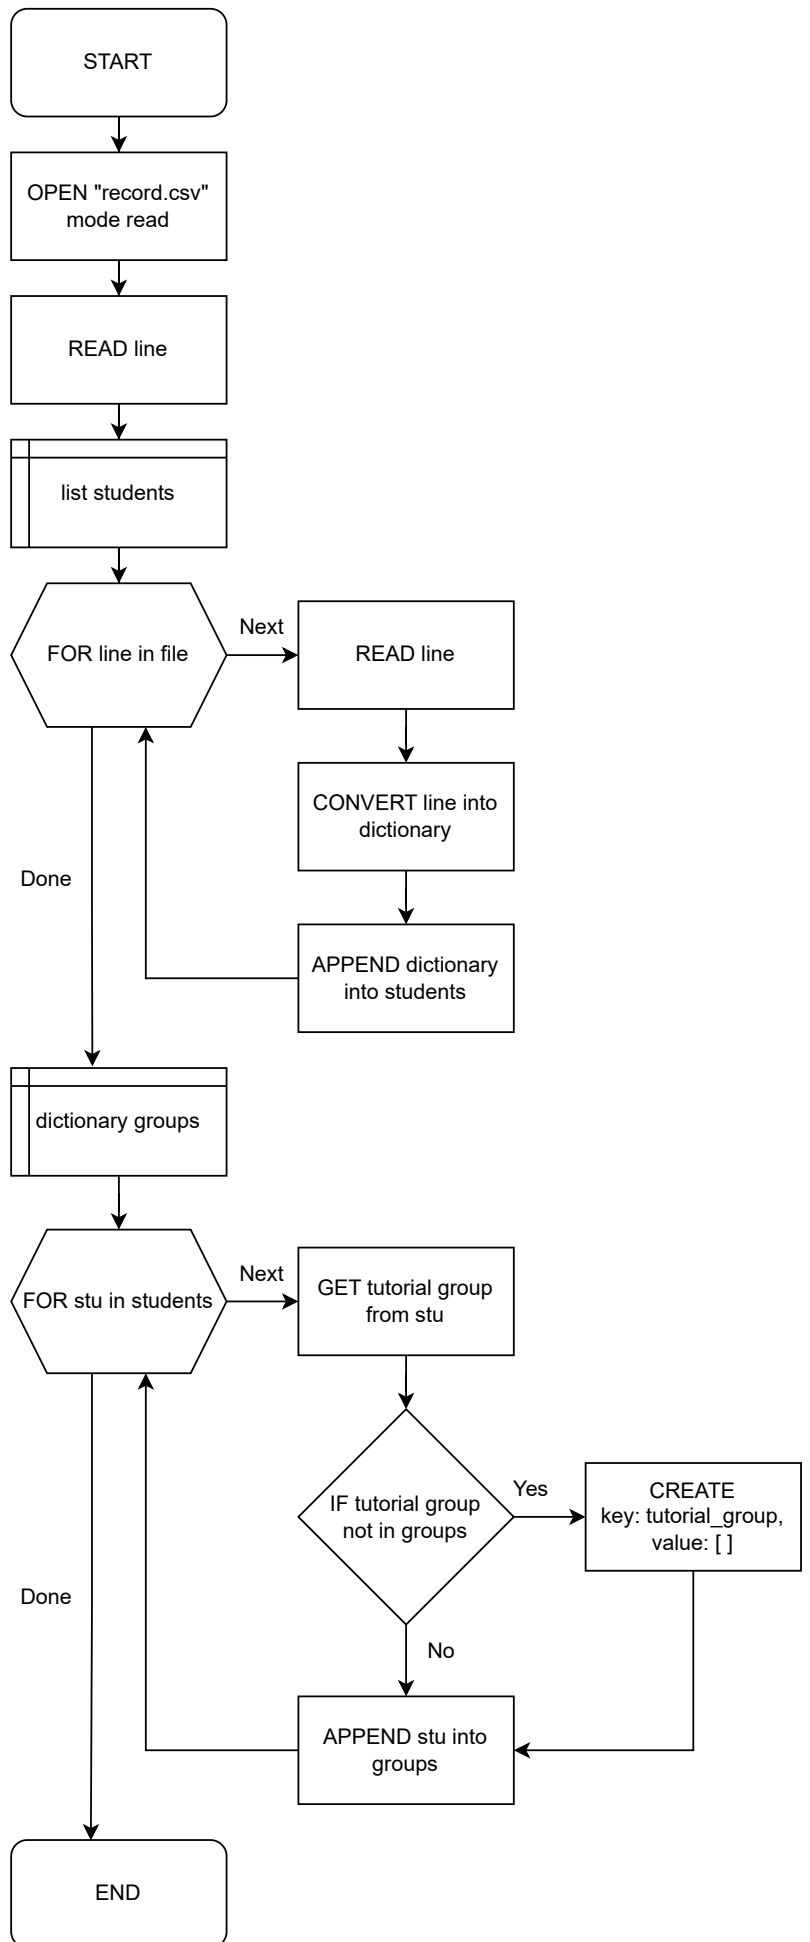 START
OPEN "record.csv"
mode read
READ line
list students
FOR line in file
Next
READ line
CONVERT line into
dictionary
APPEND dictionary
into students
Done
dictionary groups
FOR stu in students
Next
GET tutorial group
from stu
IF tutorial group
not in groups
Yes
CREATE
key: tutorial_group,
value: [ ]
No
APPEND stu into
groups
Done
END